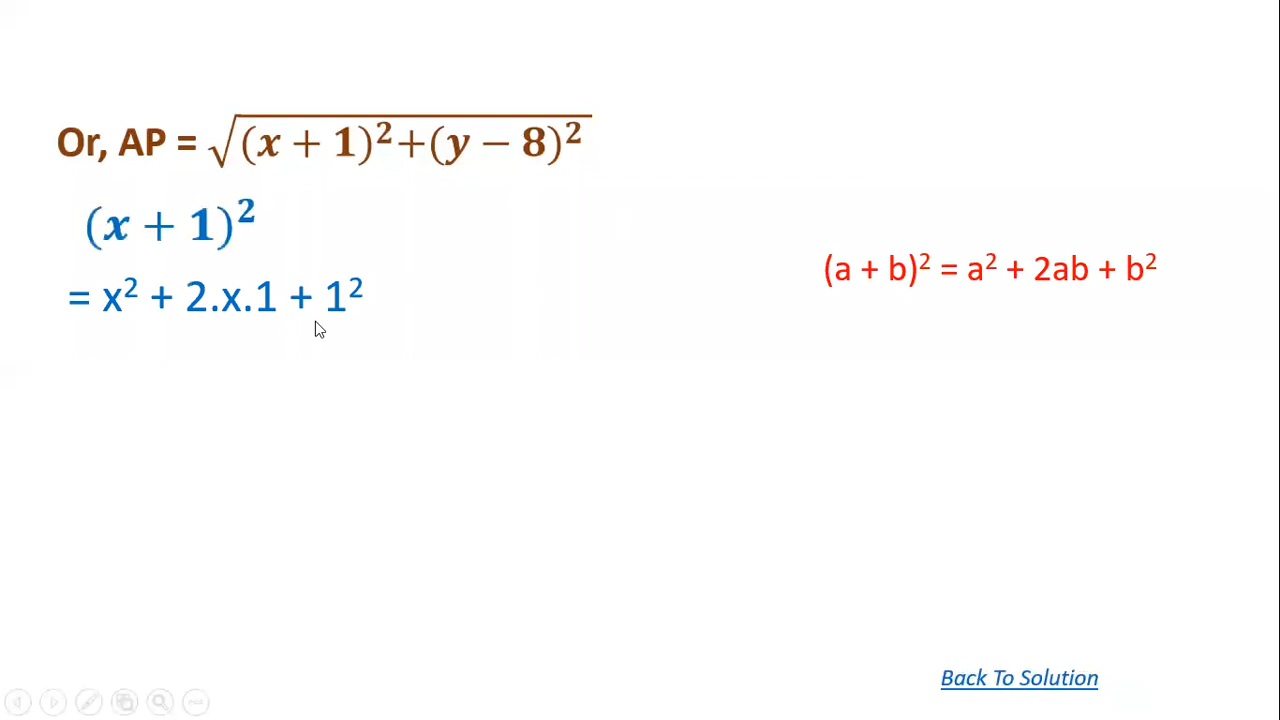 Or, AP = √(x + 1)²+(y − 8)²
(x + 1)²
(a + b)² = a² + 2ab + b²
= x² + 2.x.1 + 1²
Back To Solution